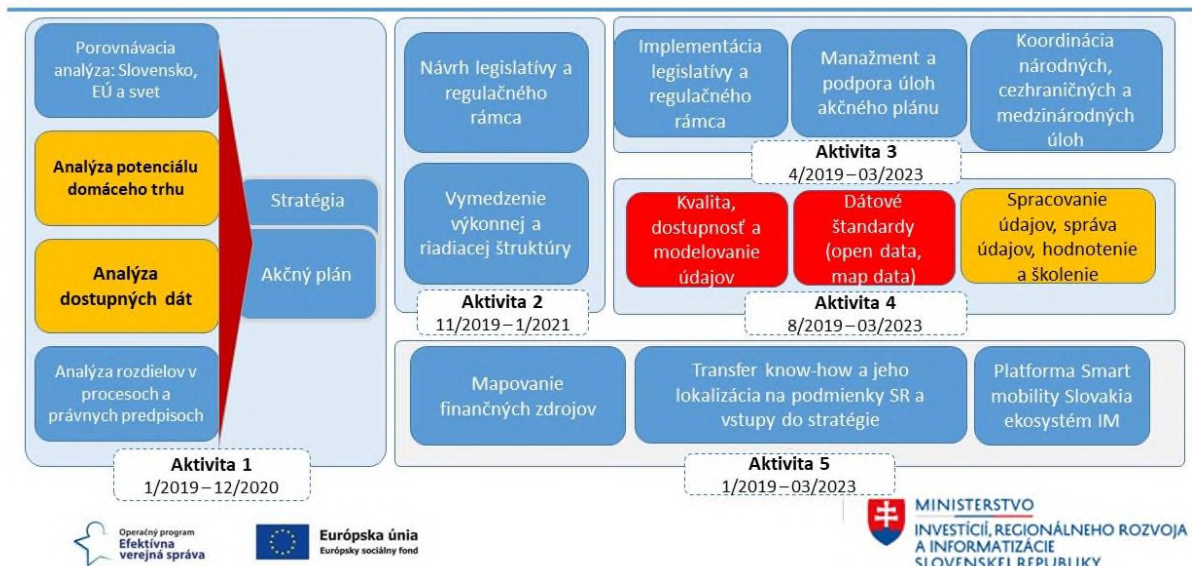 Porovnávacia
analýza: Slovensko,
EÚ a svet
Analýza potenciálu
domáceho trhu
Analýza
dostupných dát
Analýza rozdielov v
procesoch a
právnych predpisoch
Stratégia
Akčný plán
Aktivita 1
1/2019–12/2020
Návrh legislatívy a
regulačného
rámca
Vymedzenie
výkonnej a
riadiacej štruktúry
Aktivita 2
11/2019–1/2021
Implementácia
legislatívy a
regulačného
rámca
Manažment a
podpora úloh
akčného plánu
Koordinácia
národných,
cezhraničných a
medzinárodných
úloh
Aktivita 3
4/2019–03/2023
Kvalita,
dostupnosť a
modelovanie
údajov
Dátové
štandardy
(open data,
map data)
Spracovanie
údajov, správa
údajov, hodnotenie
a školenie
Aktivita 4
8/2019–03/2023
Mapovanie
finančných zdrojov
Transfer know-how a jeho
lokalizácia na podmienky SR a
vstupy do stratégie
Platforma Smart
mobility Slovakia
ekosystém IM
Aktivita 5
1/2019–03/2023
Operačný program
Efektívna
verejná správa
Európska únia
Európsky sociálny fond
MINISTERSTVO
INVESTÍCIÍ, REGIONÁLNEHO ROZVOJA
A INFORMATIZÁCIE
SLOVENSKEJ REPUBLIKY